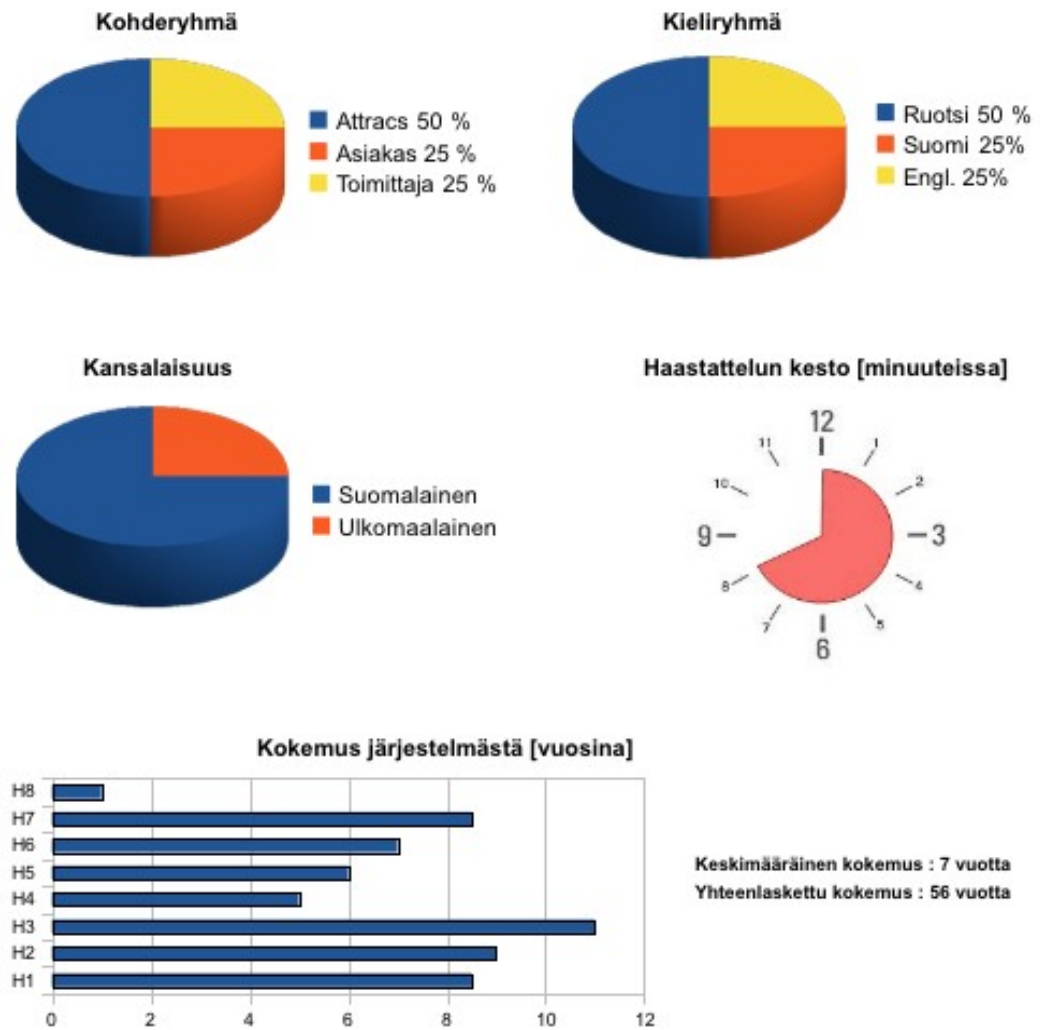 Kohderyhmä
Attracs 50 %
Asiakas 25 %
Toimittaja 25 %
Kieliryhmä
Ruotsi 50 %
Suomi 25%
Engl. 25%
Kansalaisuus
Suomalainen
Ulkomaalainen
Haastattelun kesto [minuuteissa]
12
1
2
3
4
5
6
7
8
9
10
11
Kokemus järjestelmästä [vuosina]
H8
H7
H6
H5
H4
H3
H2
H1
0 2 4 6 8 10 12
Keskimääräinen kokemus : 7 vuotta
Yhteenlaskettu kokemus : 56 vuotta